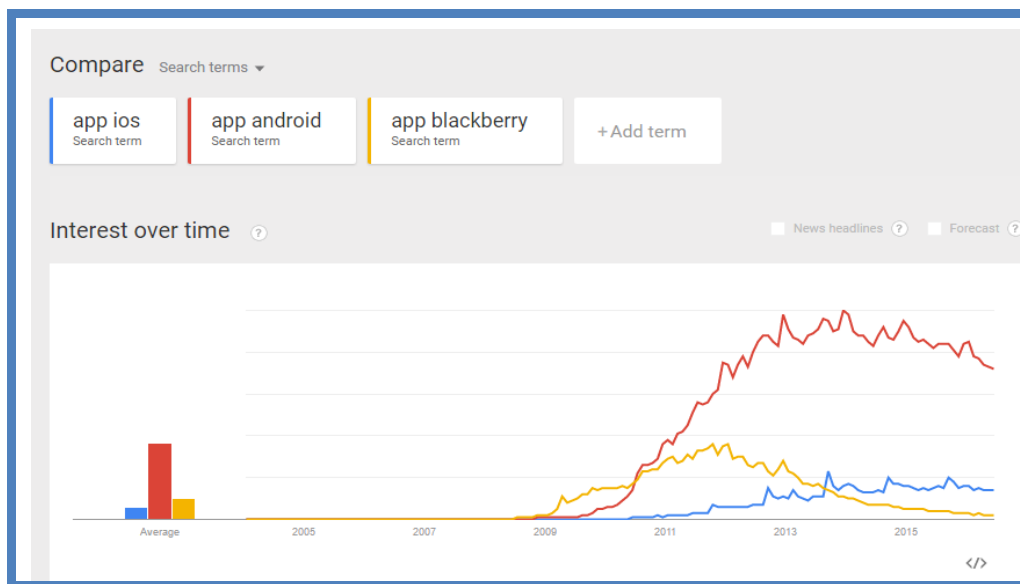 Compare Search terms
app ios app android app blackberry +Add term
Search term Search term Search term
Interest over time ? News headlines ? Forecast ?
Average 2005 2007 2009 2011 2013 2015
</>